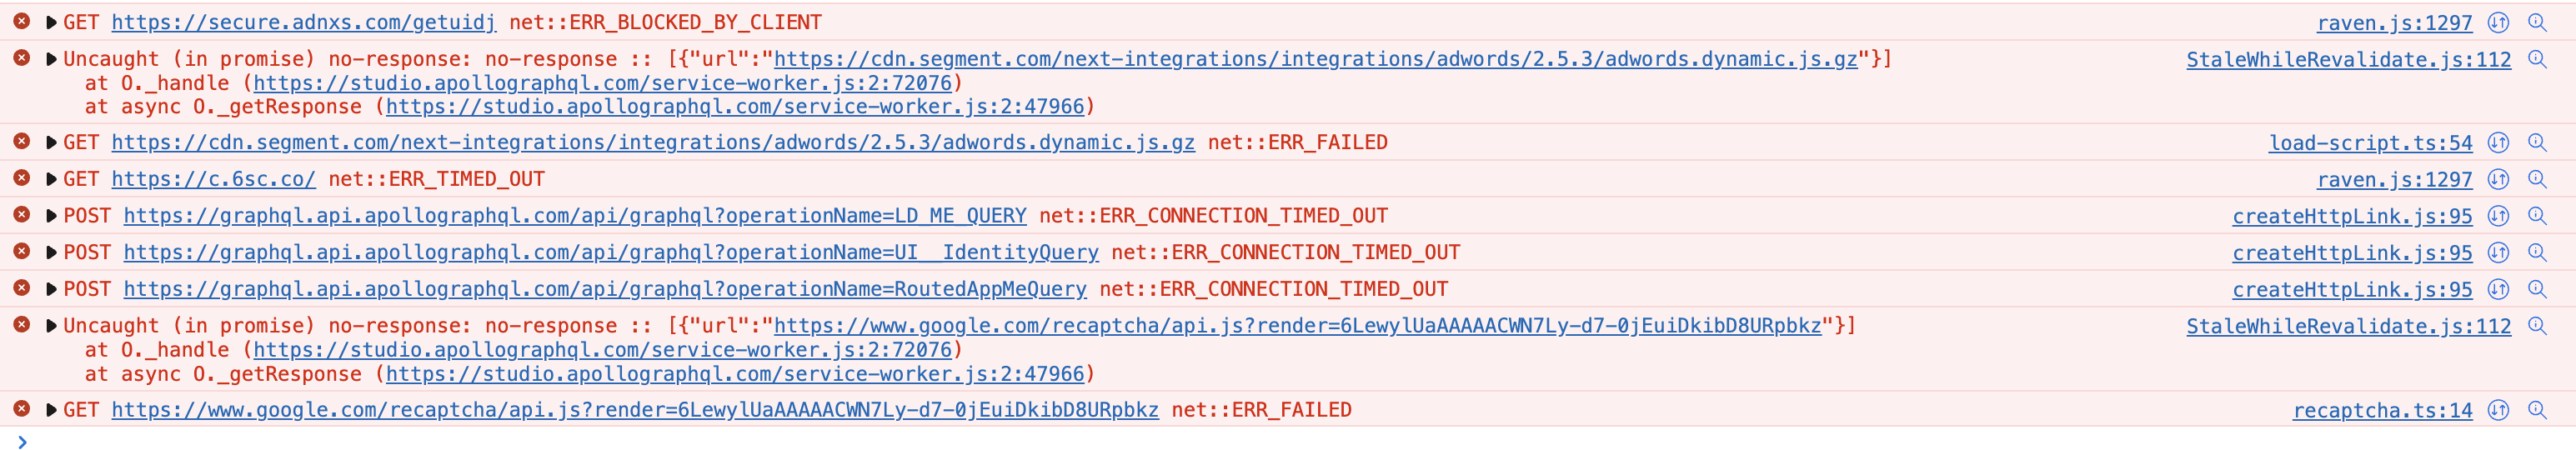 GET https://secure.adnxs.com/getuidj net::ERR_BLOCKED_BY_CLIENT raven.js:1297
Uncaught (in promise) no-response: no-response :: [{"url":"https://cdn.segment.com/next-integrations/integrations/adwords/2.5.3/adwords.dynamic.js.gz"}] StaleWhileRevalidate.js:112
at O._handle (https://studio.apollographql.com/service-worker.js:2:72076)
at async O._getResponse (https://studio.apollographql.com/service-worker.js:2:47966)
GET https://cdn.segment.com/next-integrations/integrations/adwords/2.5.3/adwords.dynamic.js.gz net::ERR_FAILED load-script.ts:54
GET https://c.6sc.co/ net::ERR_TIMED_OUT raven.js:1297
POST https://graphql.api.apollographql.com/api/graphql?operationName=LD_ME_QUERY net::ERR_CONNECTION_TIMED_OUT createHttpLink.js:95
POST https://graphql.api.apollographql.com/api/graphql?operationName=UI__IdentityQuery net::ERR_CONNECTION_TIMED_OUT createHttpLink.js:95
POST https://graphql.api.apollographql.com/api/graphql?operationName=RoutedAppMeQuery net::ERR_CONNECTION_TIMED_OUT createHttpLink.js:95
Uncaught (in promise) no-response: no-response :: [{"url":"https://www.google.com/recaptcha/api.js?render=6LewylUaAAAAACWN7Ly-d7-0jEuiDkibD8URpbkz"}] StaleWhileRevalidate.js:112
at O._handle (https://studio.apollographql.com/service-worker.js:2:72076)
at async O._getResponse (https://studio.apollographql.com/service-worker.js:2:47966)
GET https://www.google.com/recaptcha/api.js?render=6LewylUaAAAAACWN7Ly-d7-0jEuiDkibD8URpbkz net::ERR_FAILED recaptcha.ts:14